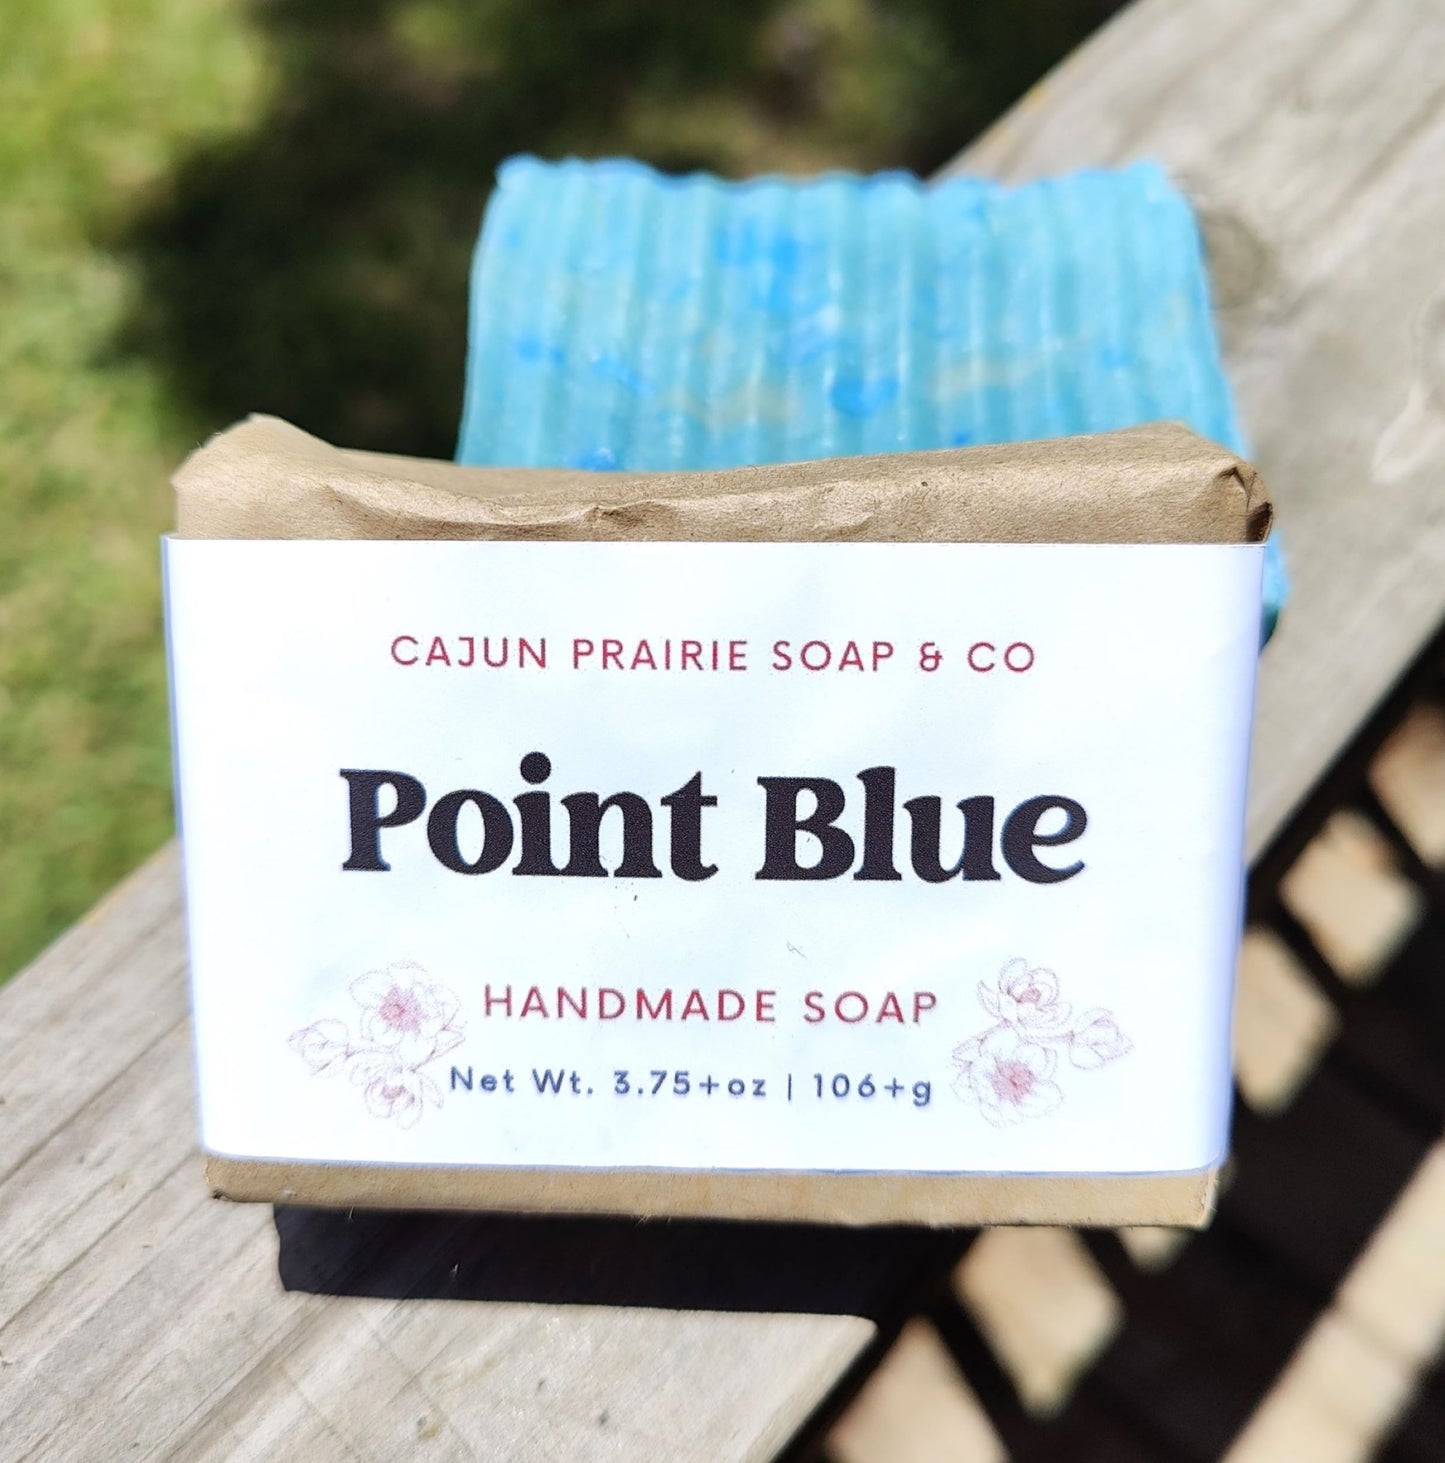 CAJUN PRAIRIE SOAP & CO
Point Blue
HANDMADE SOAP
Net Wt. 3.75+oz | 106+g